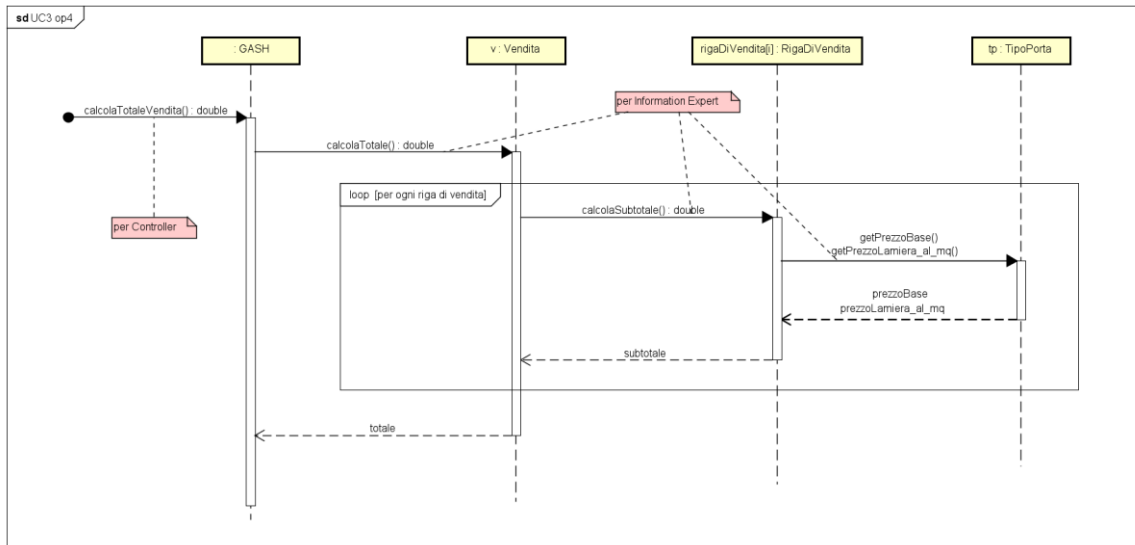 sd UC3 op4
: GASH
v : Vendita
rigaDiVendita[i] : RigaDiVendita
tp : TipoPorta
per Information Expert
calcolaTotaleVendita() : double
calcolaTotale() : double
loop [per ogni riga di vendita]
calcolaSubtotale() : double
per Controller
getPrezzoBase()
getPrezzoLamiera_al_mq()
prezzoBase
prezzoLamiera_al_mq
subtotale
totale